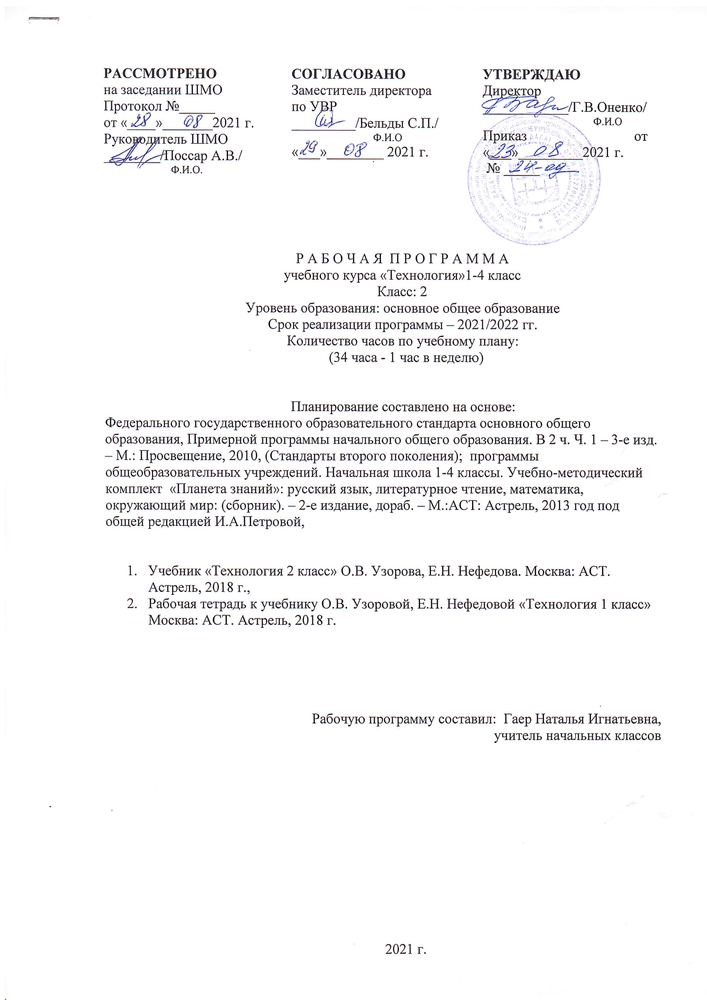 РАССМОТРЕНО
на заседании ШМО
Протокол №_____
от «28»  08  2021 г.
Руководитель ШМО
________/Поссар А.В./
Ф.И.О.
СОГЛАСОВАНО
Заместитель директора
по УВР
_________/Бельды С.П./
Ф.И.О
«29»  08  2021 г.
УТВЕРЖДАЮ
Директор
____________/Г.В.Оненко/
Ф.И.О
Приказ от
«23»  08  2021 г.
№ 24-од
Р А Б О Ч А Я П Р О Г Р А М М А
учебного курса «Технология»1-4 класс
Класс: 2
Уровень образования: основное общее образование
Срок реализации программы – 2021/2022 гг.
Количество часов по учебному плану:
(34 часа - 1 час в неделю)
Планирование составлено на основе:
Федерального государственного образовательного стандарта основного общего
образования, Примерной программы начального общего образования. В 2 ч. Ч. 1 – 3-е изд.
– М.: Просвещение, 2010, (Стандарты второго поколения);  программы
общеобразовательных учреждений. Начальная школа 1-4 классы. Учебно-методический
комплект  «Планета знаний»: русский язык, литературное чтение, математика,
окружающий мир: (сборник). – 2-е издание, дораб. – М.:АСТ: Астрель, 2013 год под
общей редакцией И.А.Петровой,
1. Учебник «Технология 2 класс» О.В. Узорова, Е.Н. Нефедова. Москва: АСТ.
Астрель, 2018 г.,
2. Рабочая тетрадь к учебнику О.В. Узоровой, Е.Н. Нефедовой «Технология 1 класс»
Москва: АСТ. Астрель, 2018 г.
Рабочую программу составил:  Гаер Наталья Игнатьевна,
учитель начальных классов
2021 г.